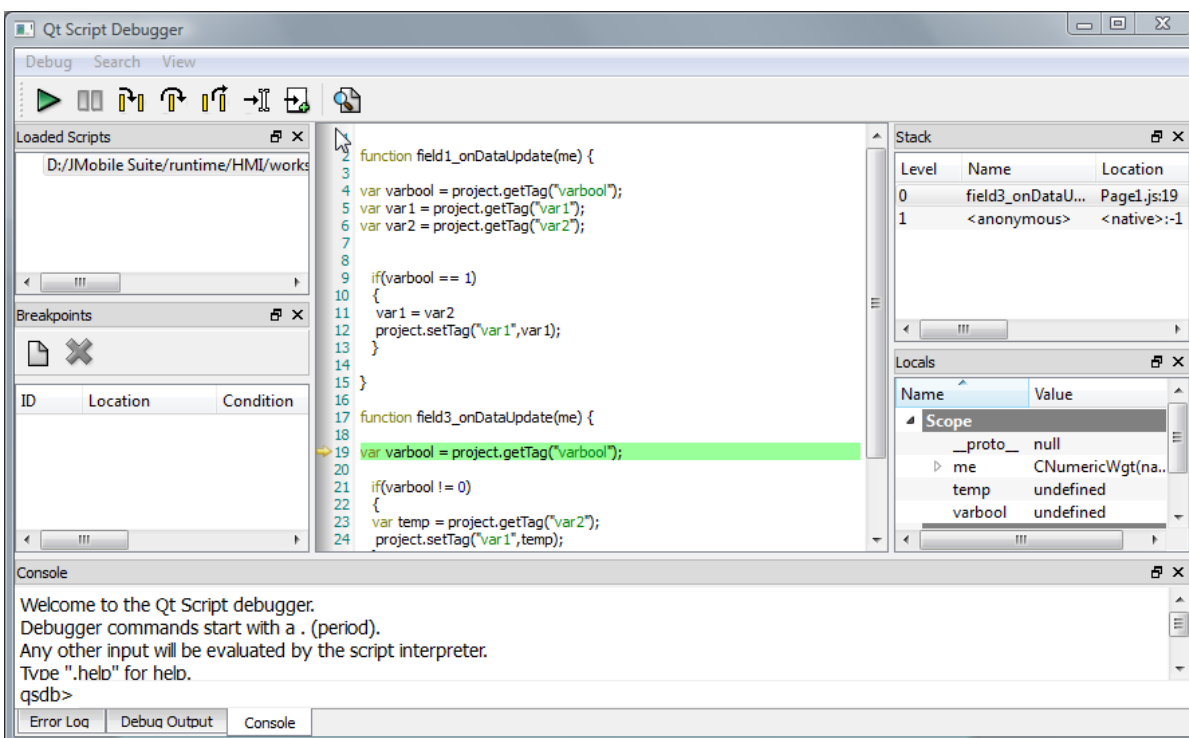 Qt Script Debugger
Debug Search View
Loaded Scripts
D:/JMobile Suite/runtime/HMI/works
Breakpoints
ID Location Condition
2 function field1_onDataUpdate(me) {
3
4 var varbool = project.getTag("varbool");
5 var var1 = project.getTag("var1");
6 var var2 = project.getTag("var2");
7
8
9 if(varbool == 1)
10 {
11 var1 = var2
12 project.setTag("var1",var1);
13 }
14
15 }
16
17 function field3_onDataUpdate(me) {
18
19 var varbool = project.getTag("varbool");
20
21 if(varbool != 0)
22 {
23 var temp = project.getTag("var2");
24 project.setTag("var1",temp);
Stack
Level Name Location
0 field3_onDataU... Page1.js:19
1 <anonymous> <native>:-1
Locals
Name Value
Scope
__proto__ null
me CNumericWgt(na...
temp undefined
varbool undefined
Console
Welcome to the Qt Script debugger.
Debugger commands start with a . (period).
Any other input will be evaluated by the script interpreter.
Type ".help" for help.
qsdb>
Error Log Debug Output Console